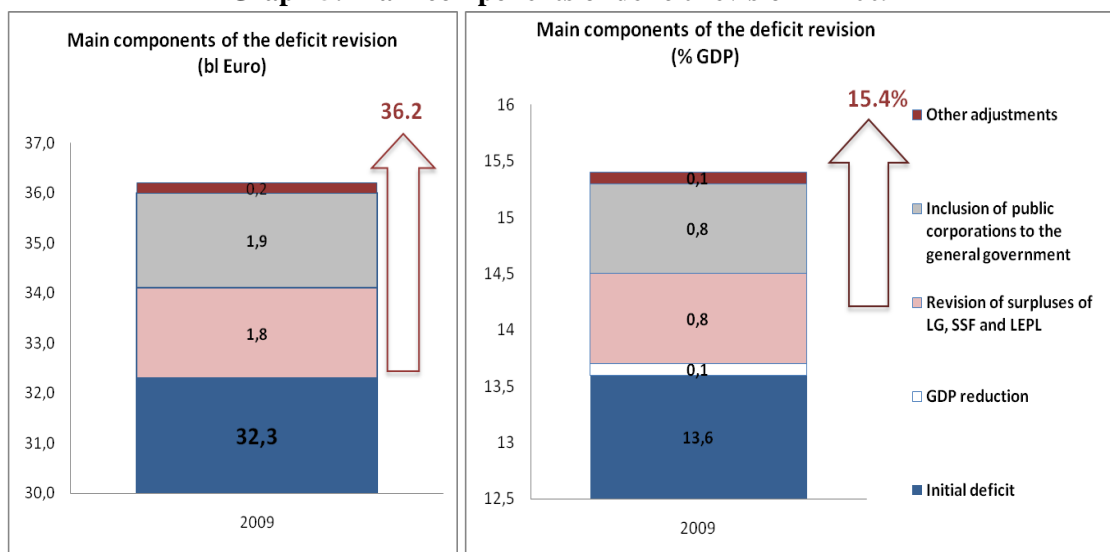 Main components of the deficit revision
(bl Euro)
36.2
37,0
36,0
35,0
34,0
33,0
32,0
31,0
30,0
0,2
1,9
1,8
32,3
2009
Main components of the deficit revision
(% GDP)
15.4%
16
15,5
15
14,5
14
13,5
13
12,5
0,1
0,8
0,8
0,1
13,6
2009
Other adjustments
Inclusion of public
corporations to the
general government
Revision of surpluses of
LG, SSF and LEPL
GDP reduction
Initial deficit